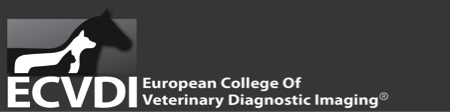 ECVDI
European College Of
Veterinary Diagnostic Imaging®